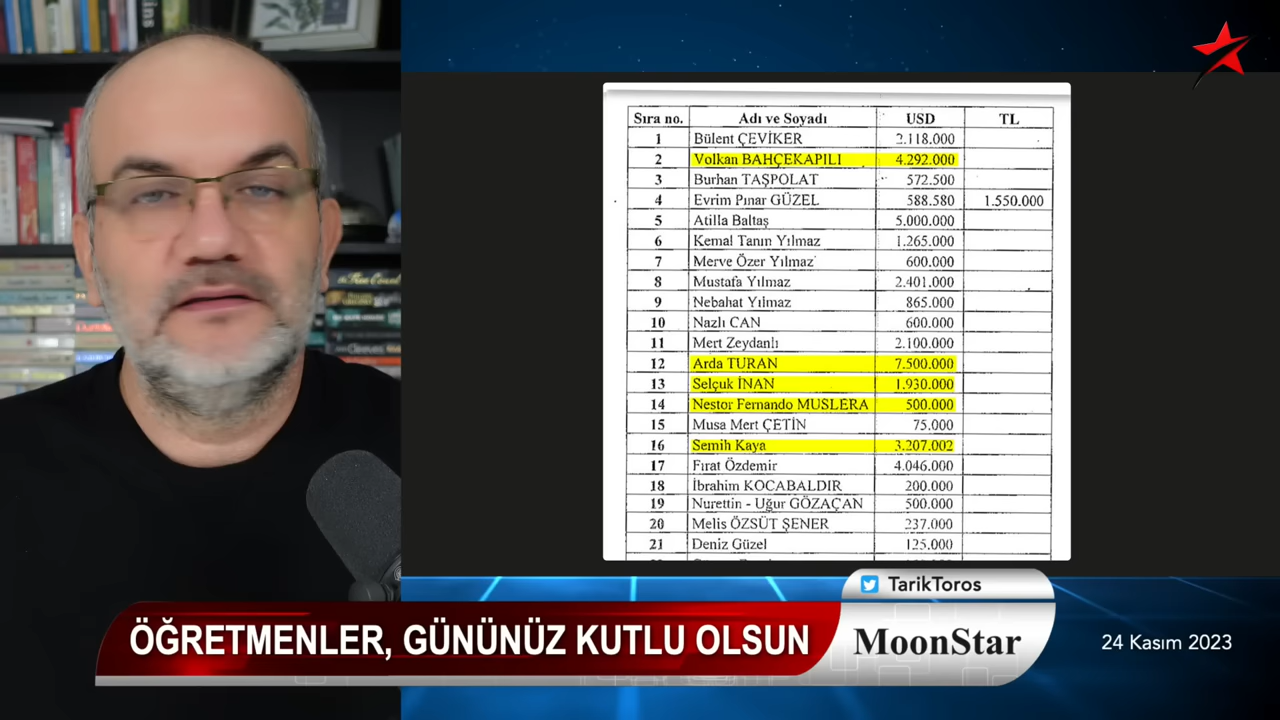 Sıra no. Adı ve Soyadı USD TL
1 Bülent ÇEVİKER 2.118.000
2 Volkan BAHÇEKAPILI 4.292.000
3 Burhan TAŞPOLAT 572.500
4 Evrim Pınar GÜZEL 588.580 1.550.000
5 Atilla Baltaş 5.000.000
6 Kemal Tanın Yılmaz 1.265.000
7 Merve Özer Yılmaz 600.000
8 Mustafa Yılmaz 2.401.000
9 Nebahat Yılmaz 865.000
10 Nazlı CAN 600.000
11 Mert Zeydanlı 2.100.000
12 Arda TURAN 7.500.000
13 Selçuk İNAN 1.930.000
14 Nestor Fernando MUSLERA 500.000
15 Musa Mert ÇETİN 75.000
16 Semih Kaya 3.207.002
17 Fırat Özdemir 4.046.000
18 İbrahim KOCABALDIR 200.000
19 Nurettin - Uğur GÖZAÇAN 500.000
20 Melis ÖZSÜT ŞENER 237.000
21 Deniz Güzel 125.000
TarikToros
ÖĞRETMENLER, GÜNÜNÜZ KUTLU OLSUN
MoonStar
24 Kasım 2023